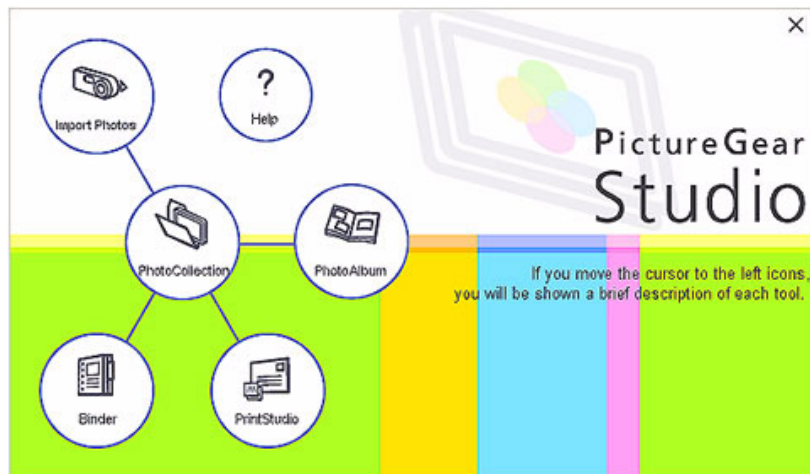 Import Photos
?
Help
PictureGear
Studio
PhotoCollection
PhotoAlbum
If you move the cursor to the left icons,
you will be shown a brief description of each tool.
Binder
PrintStudio